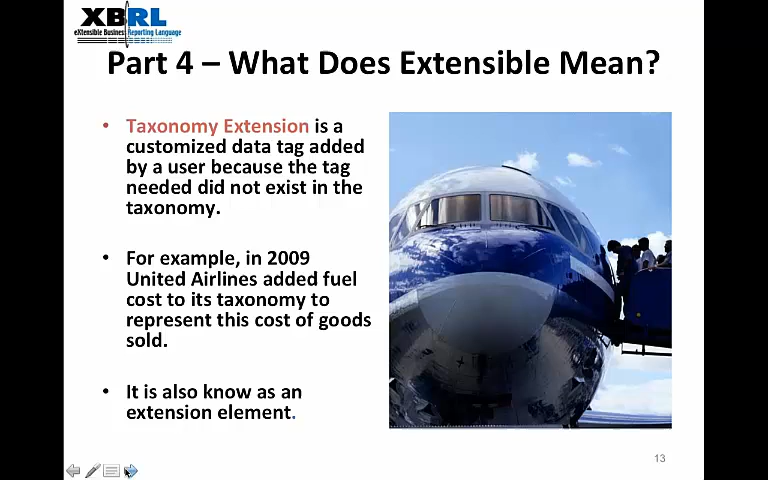 XBRL
eXtensible Business Reporting Language
Part 4 – What Does Extensible Mean?
• Taxonomy Extension is a
customized data tag added
by a user because the tag
needed did not exist in the
taxonomy.
• For example, in 2009
United Airlines added fuel
cost to its taxonomy to
represent this cost of goods
sold.
• It is also know as an
extension element.
13